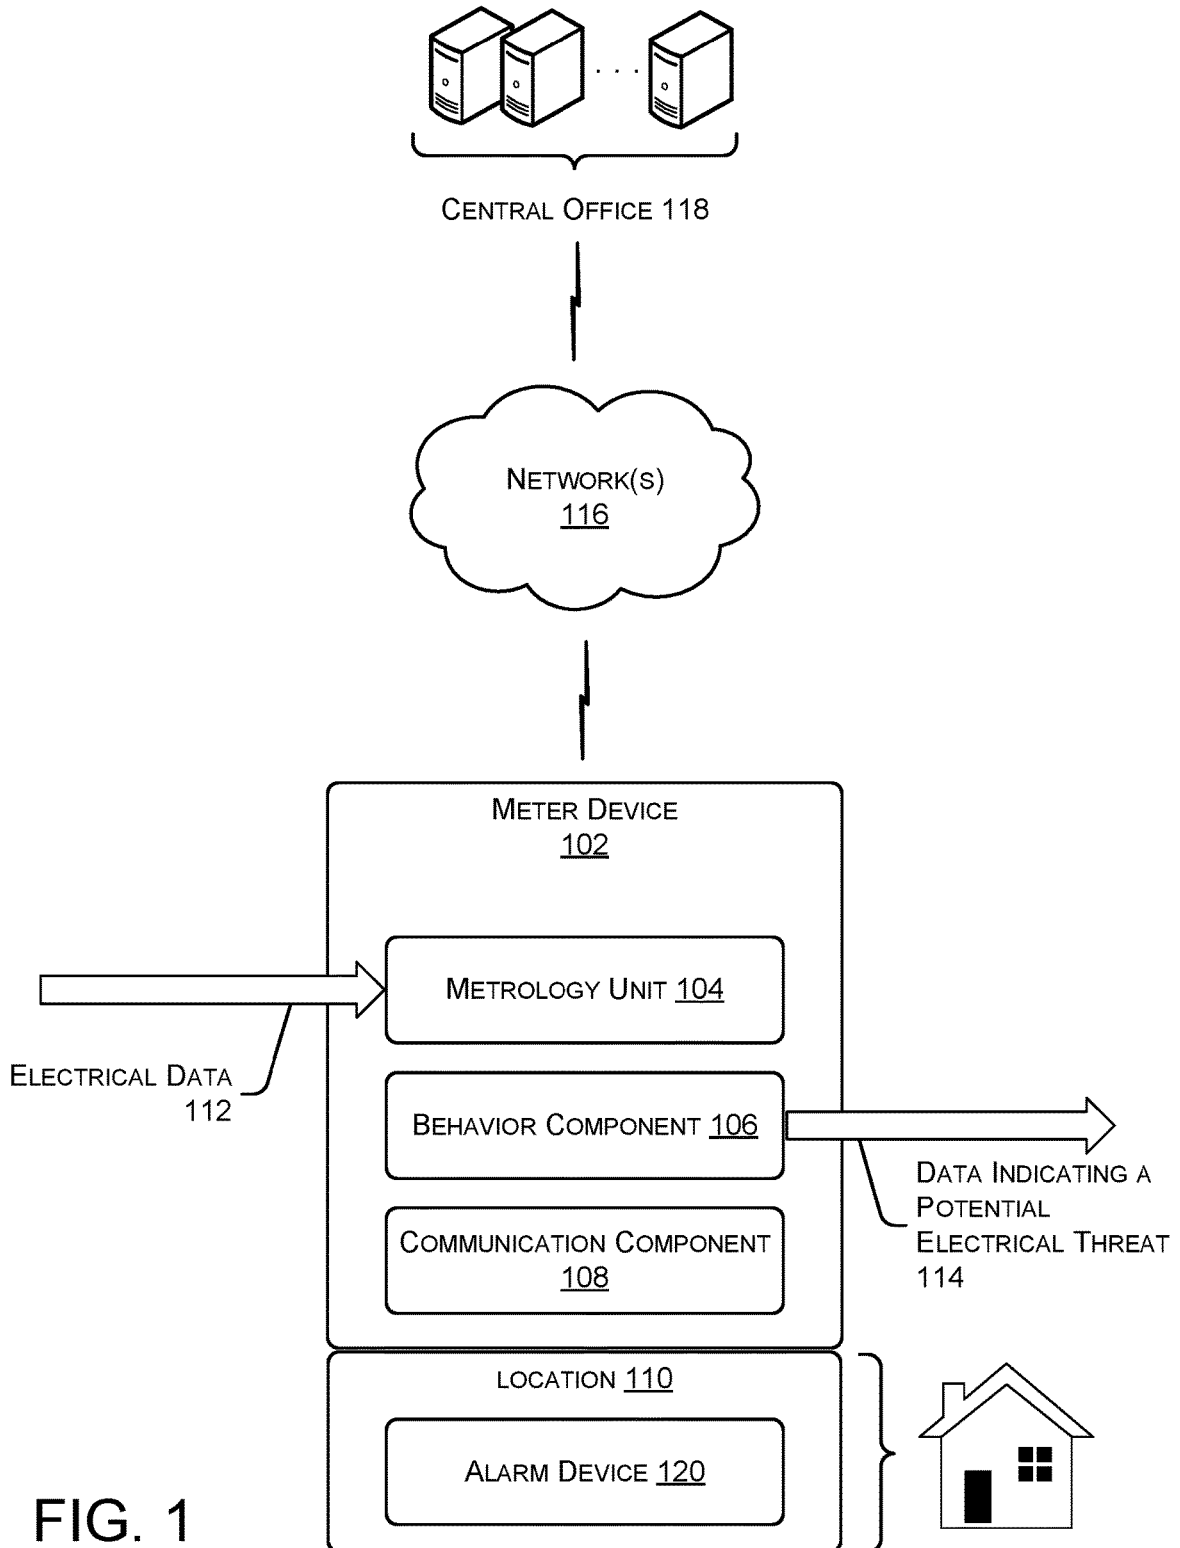 CENTRAL OFFICE 118
NETWORK(S)
116
METER DEVICE
102
METROLOGY UNIT 104
ELECTRICAL DATA
112
BEHAVIOR COMPONENT 106
DATA INDICATING A
POTENTIAL
ELECTRICAL THREAT
114
COMMUNICATION COMPONENT
108
LOCATION 110
ALARM DEVICE 120
FIG. 1